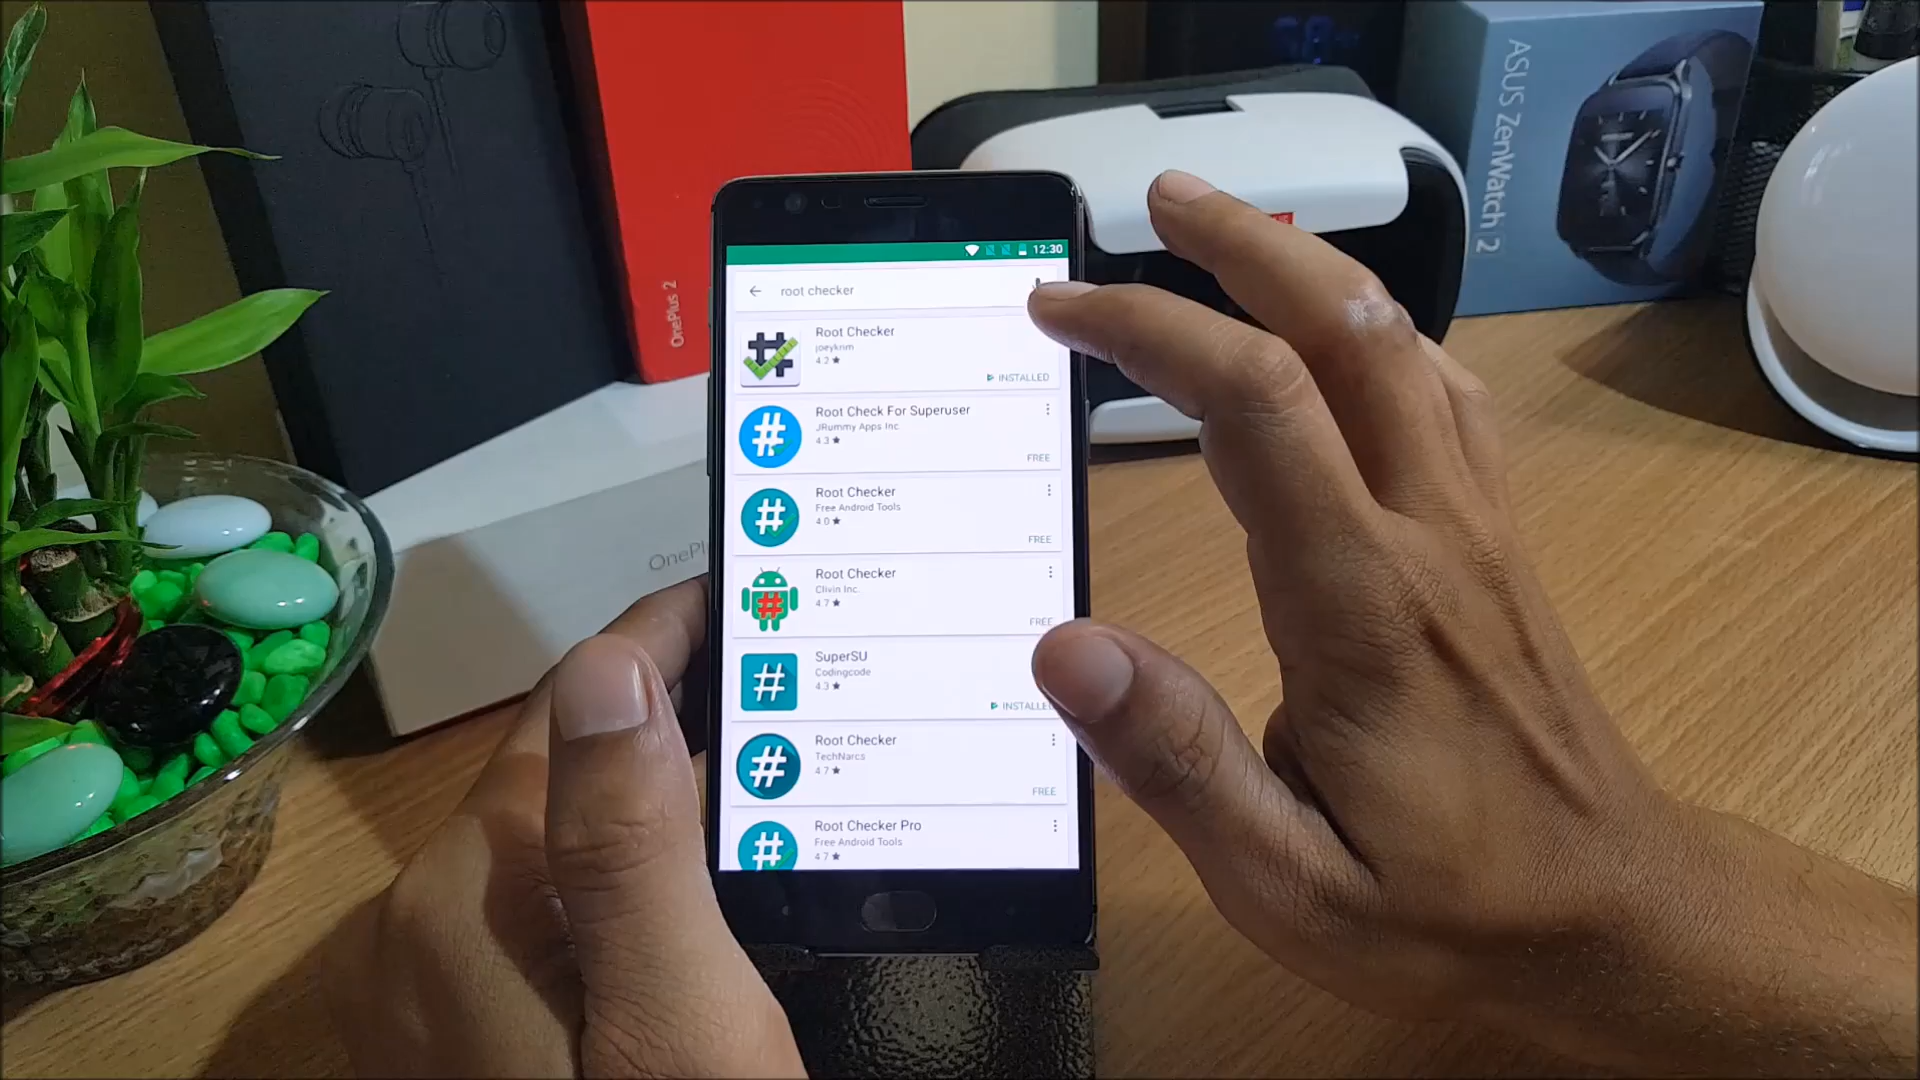 ASUS ZenWatch 2
OnePlus 2
12:30
root checker
Root Checker
joeykrim
4.2★
INSTALLED
Root Check For Superuser
JRummy Apps Inc
4.3★
FREE
Root Checker
Free Android Tools
4.0★
FREE
Root Checker
Clivin Inc.
4.7★
FREE
SuperSU
Codingcode
4.3★
INSTALLED
Root Checker
TechNarcs
4.7★
FREE
Root Checker Pro
Free Android Tools
4.7★